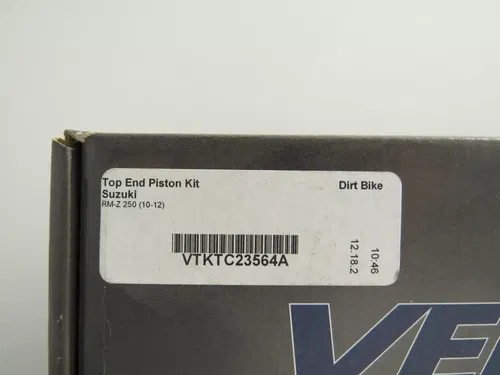 Top End Piston Kit
Dirt Bike
Suzuki
RM-Z 250 (10-12)
VTKTC23564A
10:46
12.18.2